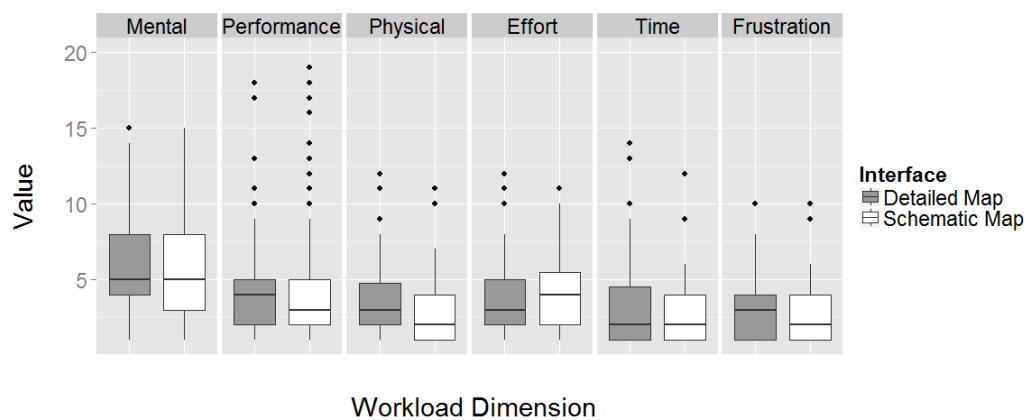 Mental Performance Physical Effort Time Frustration
20
15
10
5
Value
Workload Dimension
Interface
Detailed Map
Schematic Map